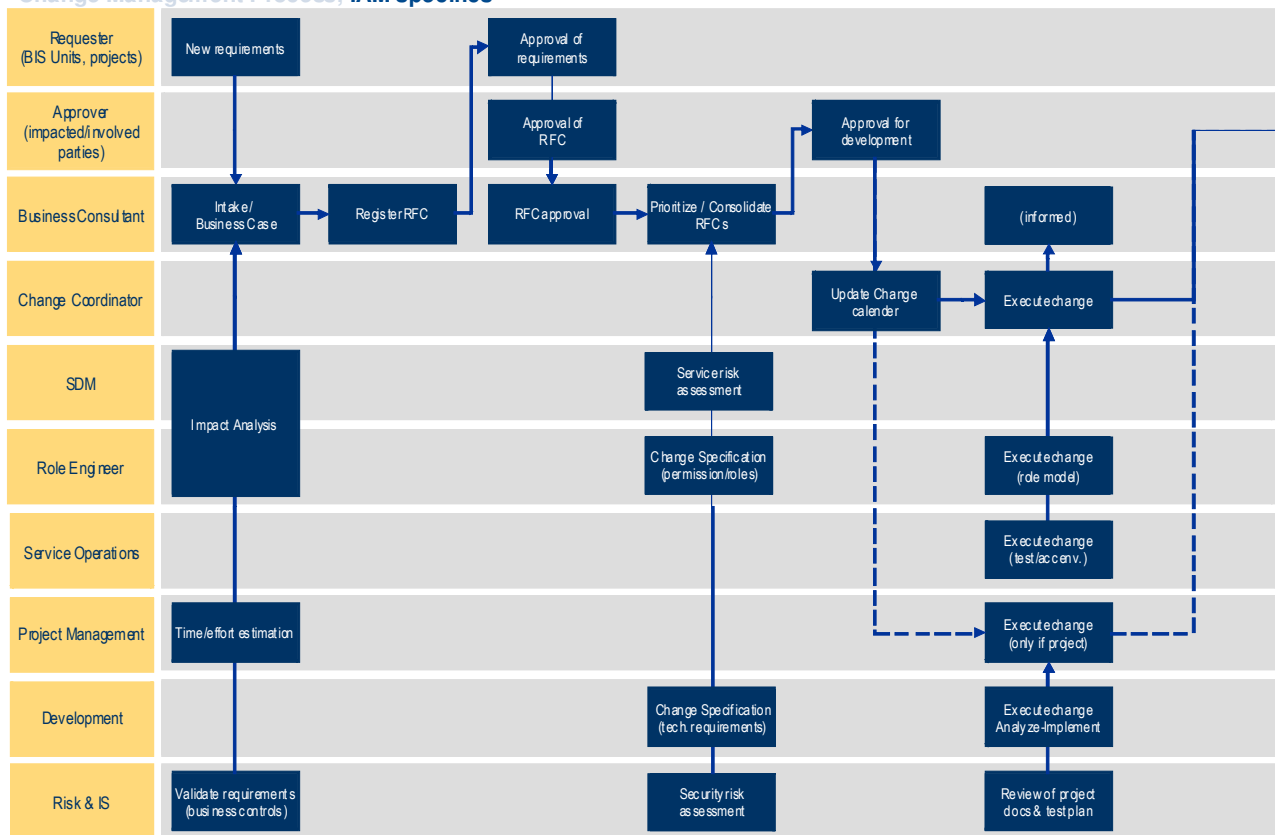 Change Management Process, IAM specifics
Requester
(BIS Units, projects)
New requirements
Approval of
requirements
Approver
(impacted/involved
parties)
Approval of
RFC
Approval for
development
Business Consultant
Intake/
Business Case
Register RFC
RFC approval
Prioritize / Consolidate
RFCs
(informed)
Change Coordinator
Update Change
calender
Execute change
SDM
Impact Analysis
Service risk
assessment
Role Engineer
Change Specification
(permission/roles)
Execute change
(role model)
Service Operations
Execute change
(test/acc env.)
Project Management
Time/effort estimation
Execute change
(only if project)
Development
Change Specification
(tech. requirements)
Execute change
Analyze-Implement
Risk & IS
Validate requirements
(business controls)
Security risk
assessment
Review of project
docs & test plan